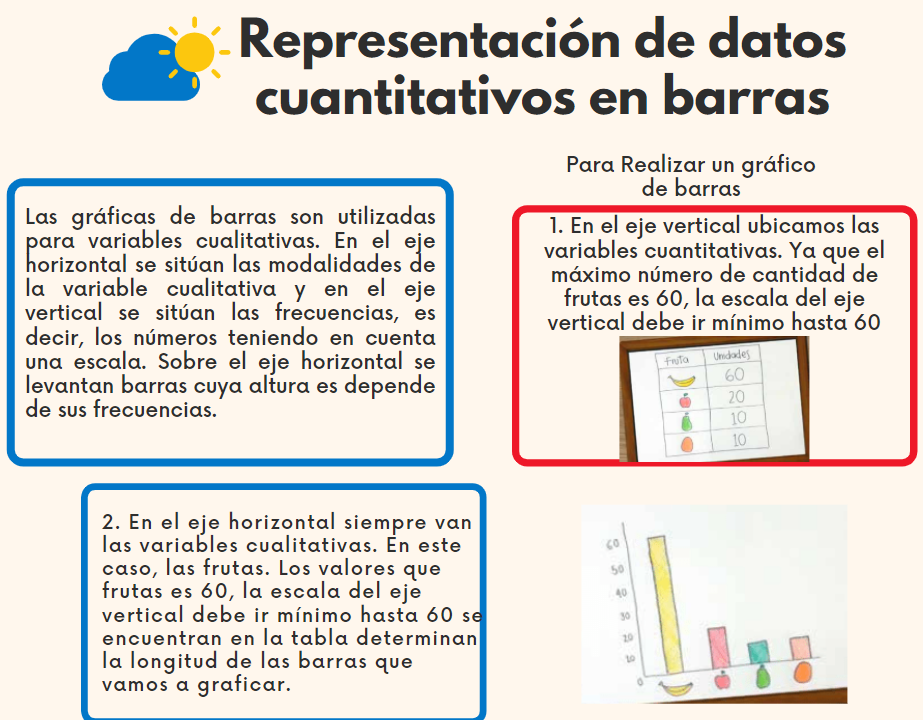 Representación de datos
cuantitativos en barras
Las gráficas de barras son utilizadas
para variables cualitativas. En el eje
horizontal se sitúan las modalidades de
la variable cualitativa y en el eje
vertical se sitúan las frecuencias, es
decir, los números teniendo en cuenta
una escala. Sobre el eje horizontal se
levantan barras cuya altura es depende
de sus frecuencias.
Para Realizar un gráfico
de barras
1. En el eje vertical ubicamos las
variables cuantitativas. Ya que el
máximo número de cantidad de
frutas es 60, la escala del eje
vertical debe ir mínimo hasta 60
Fruta Unidades
60
20
10
10
2. En el eje horizontal siempre van
las variables cualitativas. En este
caso, las frutas. Los valores que
frutas es 60, la escala del eje
vertical debe ir mínimo hasta 60 se
encuentran en la tabla determinan
la longitud de las barras que
vamos a graficar.
60
50
40
30
20
10
0